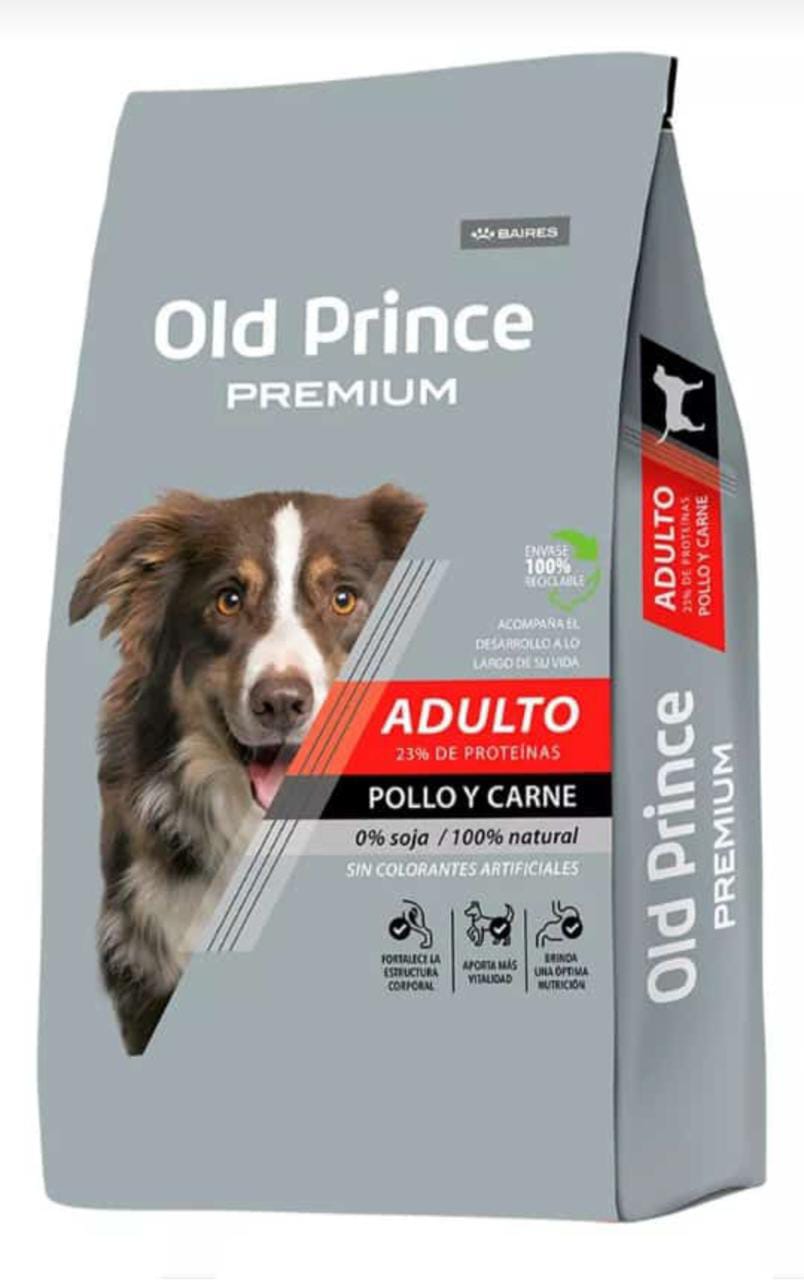 BAIRES
Old Prince
PREMIUM
ENVASE
100%
RECICLABLE
ACOMPAÑA EL
DESARROLLO A LO
LARGO DE SU VIDA
ADULTO
23% DE PROTEÍNAS
POLLO Y CARNE
0% soja / 100% natural
SIN COLORANTES ARTIFICIALES
FORTALECE LA
ESTRUCTURA
CORPORAL
APORTA MÁS
VITALIDAD
BRINDA
UNA ÓPTIMA
NUTRICIÓN
ADULTO
23% DE PROTEÍNAS
POLLO Y CARNE
Old Prince
PREMIUM